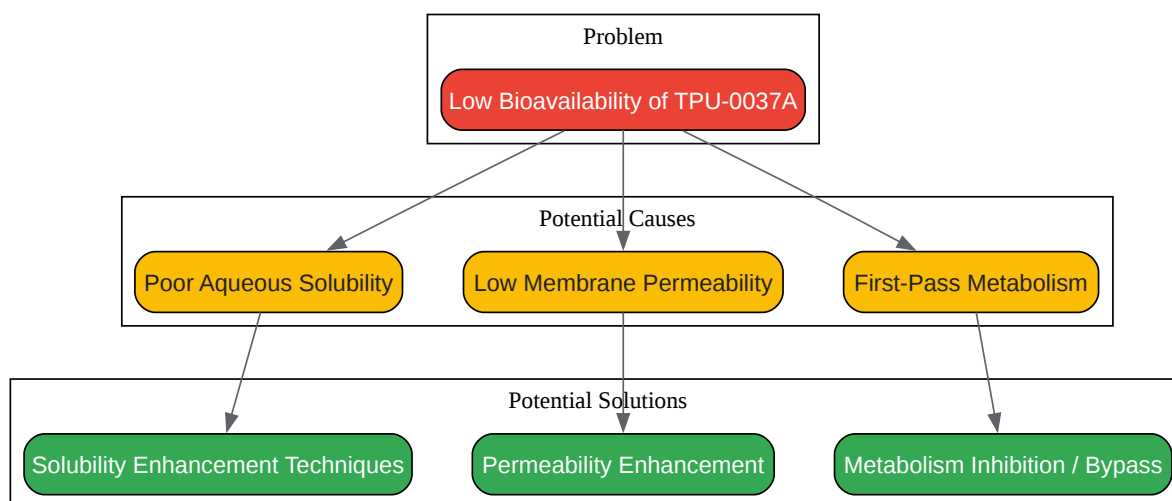 Problem
Low Bioavailability of TPU-0037A
Potential Causes
Poor Aqueous Solubility
Low Membrane Permeability
First-Pass Metabolism
Potential Solutions
Solubility Enhancement Techniques
Permeability Enhancement
Metabolism Inhibition / Bypass